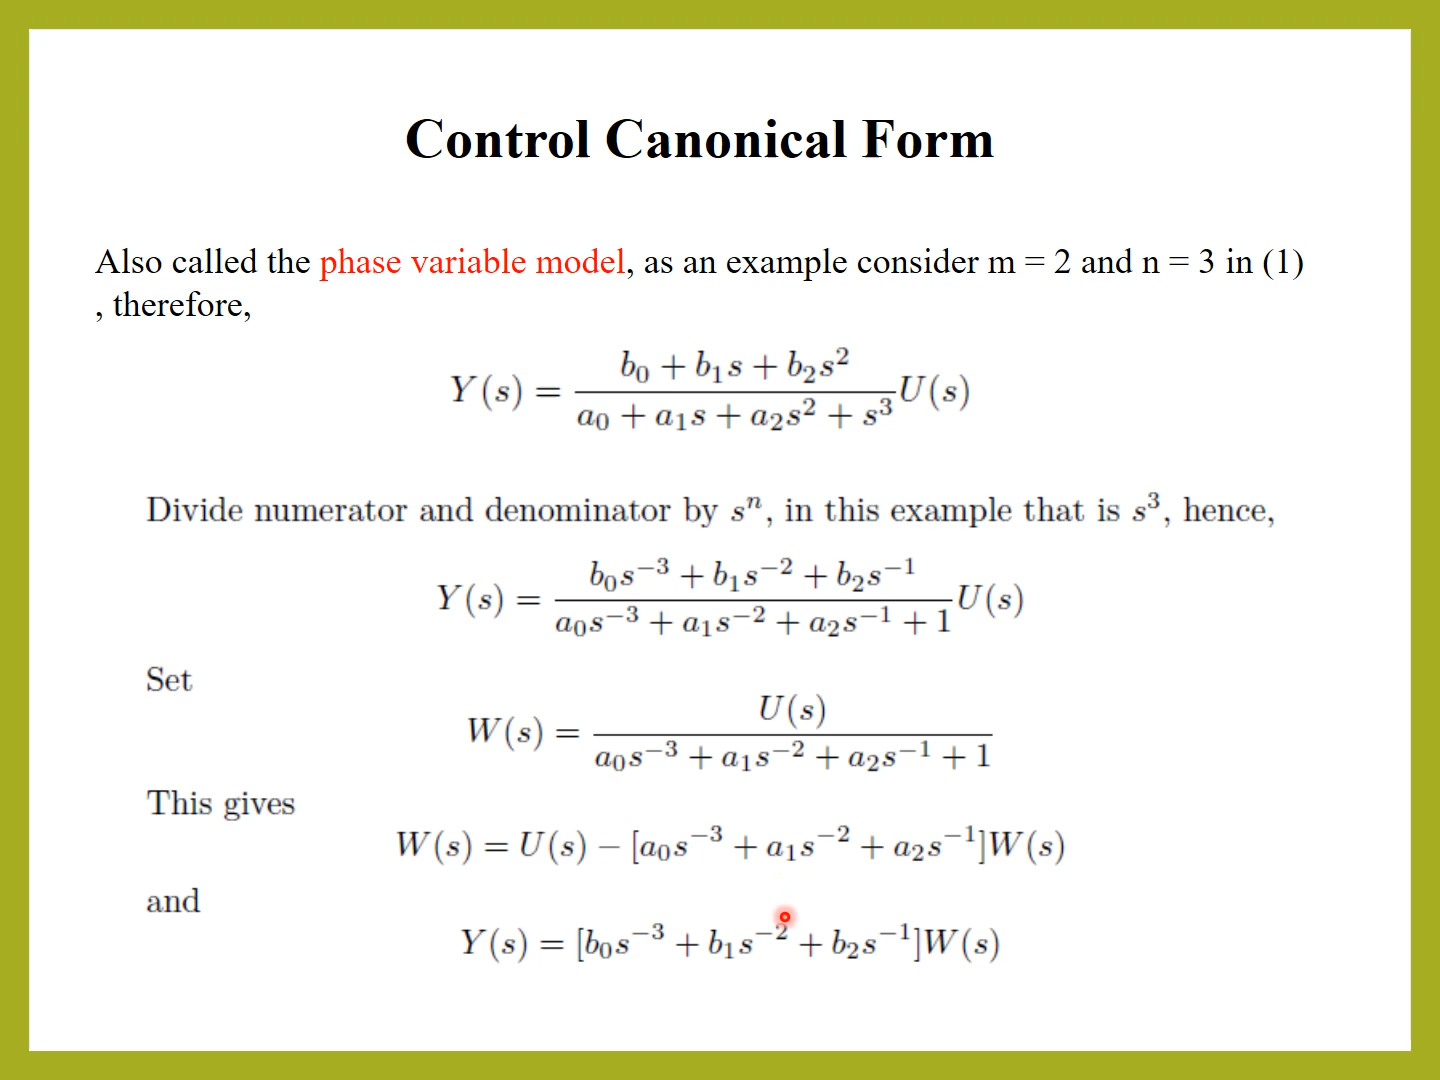 Control Canonical Form
Also called the phase variable model, as an example consider m = 2 and n = 3 in (1)
, therefore,
Y(s) = \frac{b_0 + b_1 s + b_2 s^2}{a_0 + a_1 s + a_2 s^2 + s^3} U(s)
Divide numerator and denominator by s^n, in this example that is s^3, hence,
Y(s) = \frac{b_0 s^{-3} + b_1 s^{-2} + b_2 s^{-1}}{a_0 s^{-3} + a_1 s^{-2} + a_2 s^{-1} + 1} U(s)
Set
W(s) = \frac{U(s)}{a_0 s^{-3} + a_1 s^{-2} + a_2 s^{-1} + 1}
This gives
W(s) = U(s) − [a_0 s^{-3} + a_1 s^{-2} + a_2 s^{-1}]W(s)
and
Y(s) = [b_0 s^{-3} + b_1 s^{-2} + b_2 s^{-1}]W(s)